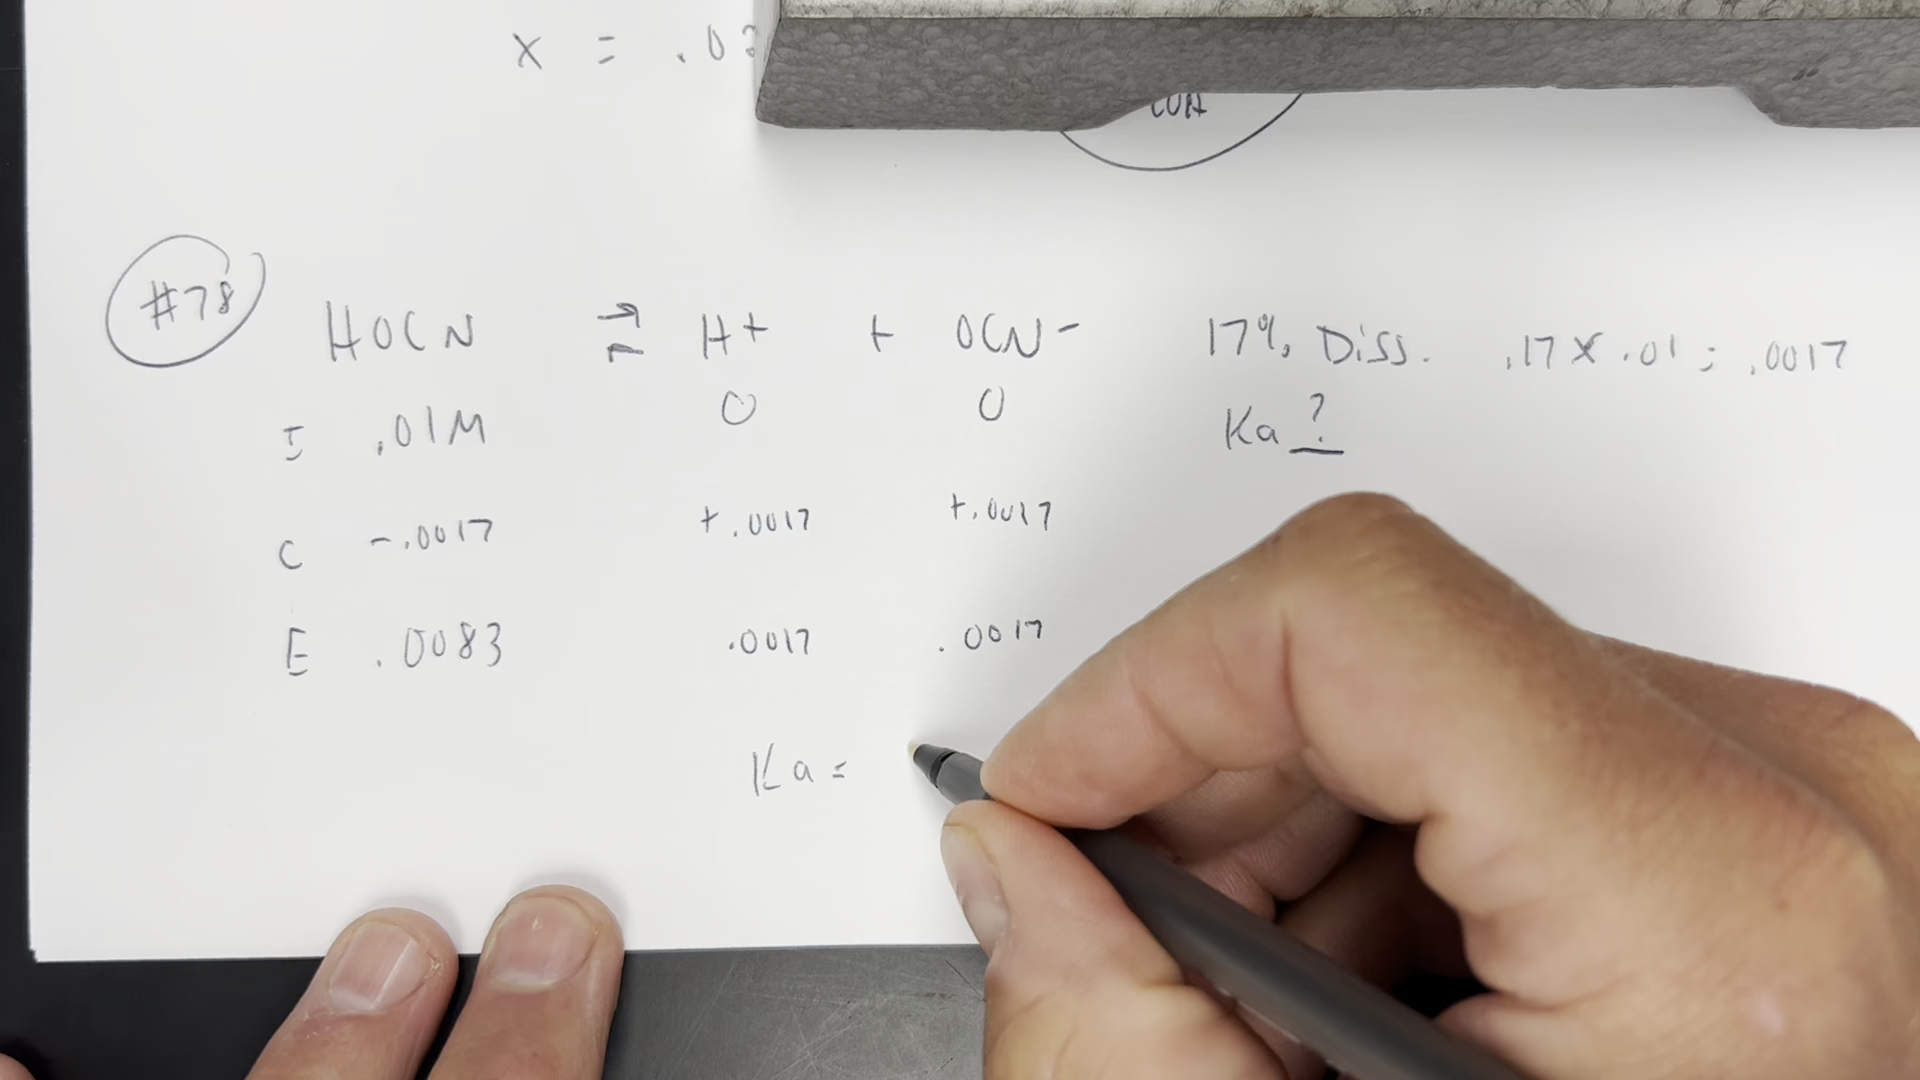 x = .0
#78
HOCN ⇌ H+ + OCN- 17% Diss. .17 x .01 = .0017
I .01M 0 0 Ka ?
C -.0017 +.0017 +.0017
E .0083 .0017 .0017
Ka =